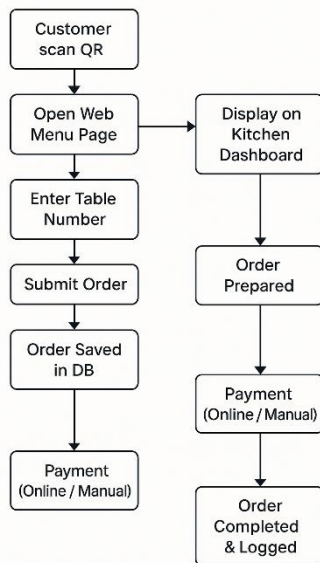 Customer
scan QR
Open Web
Menu Page
Enter Table
Number
Submit Order
Order Saved
in DB
Payment
(Online / Manual)
Display on
Kitchen
Dashboard
Order
Prepared
Payment
(Online / Manual)
Order
Completed
& Logged